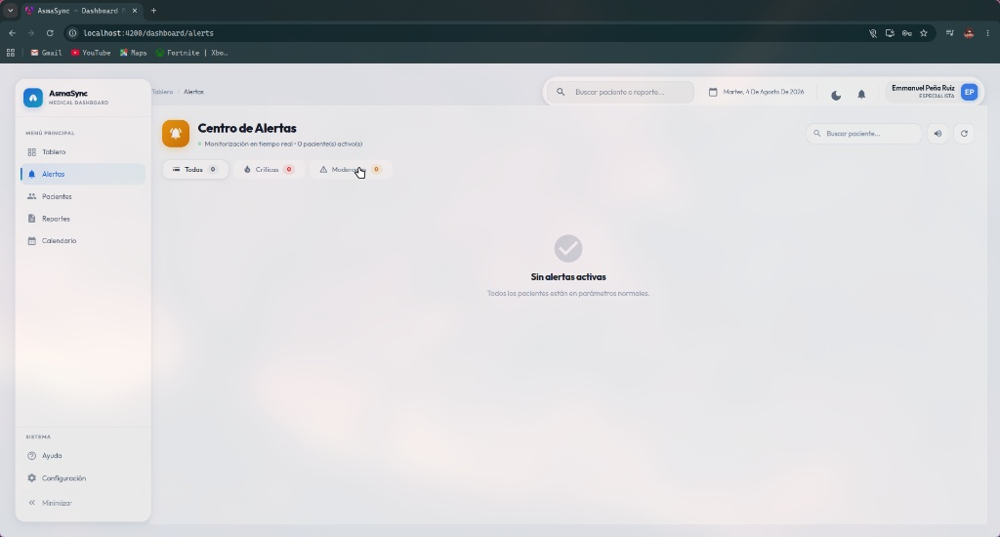 AsmaSync - Dashboard
localhost:4200/dashboard/alerts
Gmail
YouTube
Maps
Fortnite | Xbo…
AsmaSync
MEDICAL DASHBOARD
Tablero / Alertas
Buscar paciente o reporte...
Martes, 4 De Agosto De 2026
Emmanuel Peña Ruiz
ESPECIALISTA
EP
MENÚ PRINCIPAL
Tablero
Alertas
Pacientes
Reportes
Calendario
Centro de Alertas
Monitorización en tiempo real • 0 paciente(s) activo(s)
Buscar paciente...
Todas 0
Críticas 0
0
Sin alertas activas
Todos los pacientes están en parámetros normales.
SISTEMA
Ayuda
Configuración
Minimizar